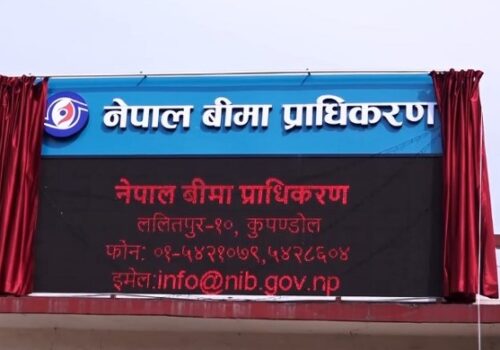 नेपाल बीमा प्राधिकरण
नेपाल बीमा प्राधिकरण
ललितपुर-१०, कुपण्डोल
फोन: ०१-५४२१०७९,५४२८६०४
इमेल:info@nib.gov.np